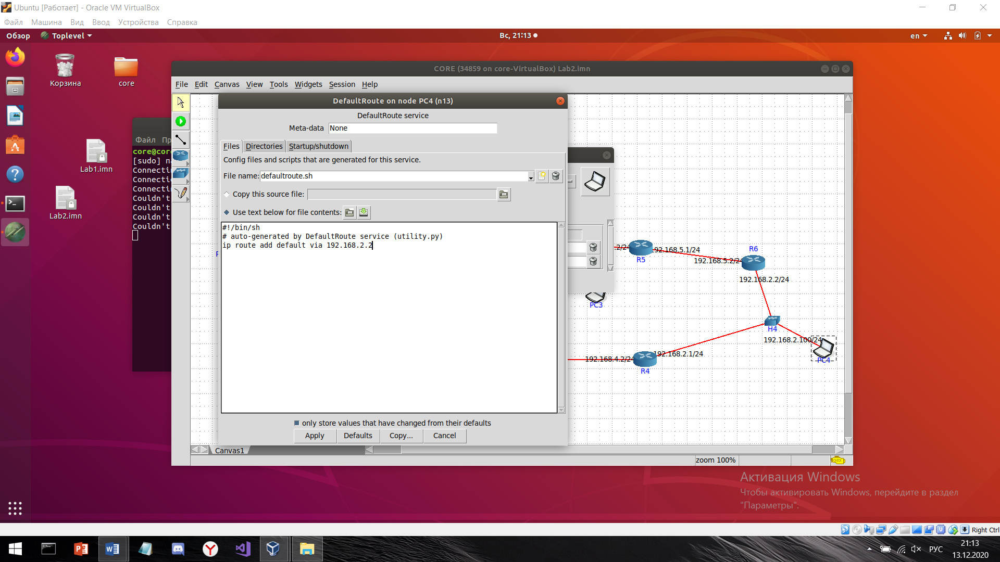 Ubuntu [Работает] - Oracle VM VirtualBox
Файл Машина Вид Ввод Устройства Справка
Обзор Toplevel Вс, 21:13 en
Корзина
core
Lab1.imn
Lab2.imn
Файл
core@cor
[sudo] n
Connectin
Connecti
Connectin
Couldn't
Couldn't
Couldn't
Couldn't
CORE (34859 on core-VirtualBox) Lab2.imn
File Edit Canvas View Tools Widgets Session Help
DefaultRoute on node PC4 (n13)
DefaultRoute service
Meta-data None
Files Directories Startup/shutdown
Config files and scripts that are generated for this service.
File name: defaultroute.sh
Copy this source file:
Use text below for file contents:
#!/bin/sh
# auto-generated by DefaultRoute service (utility.py)
ip route add default via 192.168.2.2
only store values that have changed from their defaults
Apply Defaults Copy... Cancel
.2/24
R5
192.168.5.1/24
R6
192.168.5.2/24
192.168.2.2/24
PC3
H4
192.168.2.100/24
PC4
192.168.4.2/24
192.168.2.1/24
R4
Canvas1
zoom 100%
CHECK
Активация Windows
Чтобы активировать Windows, перейдите в раздел
"Параметры".
Right Ctrl
РУС
21:13
13.12.2020